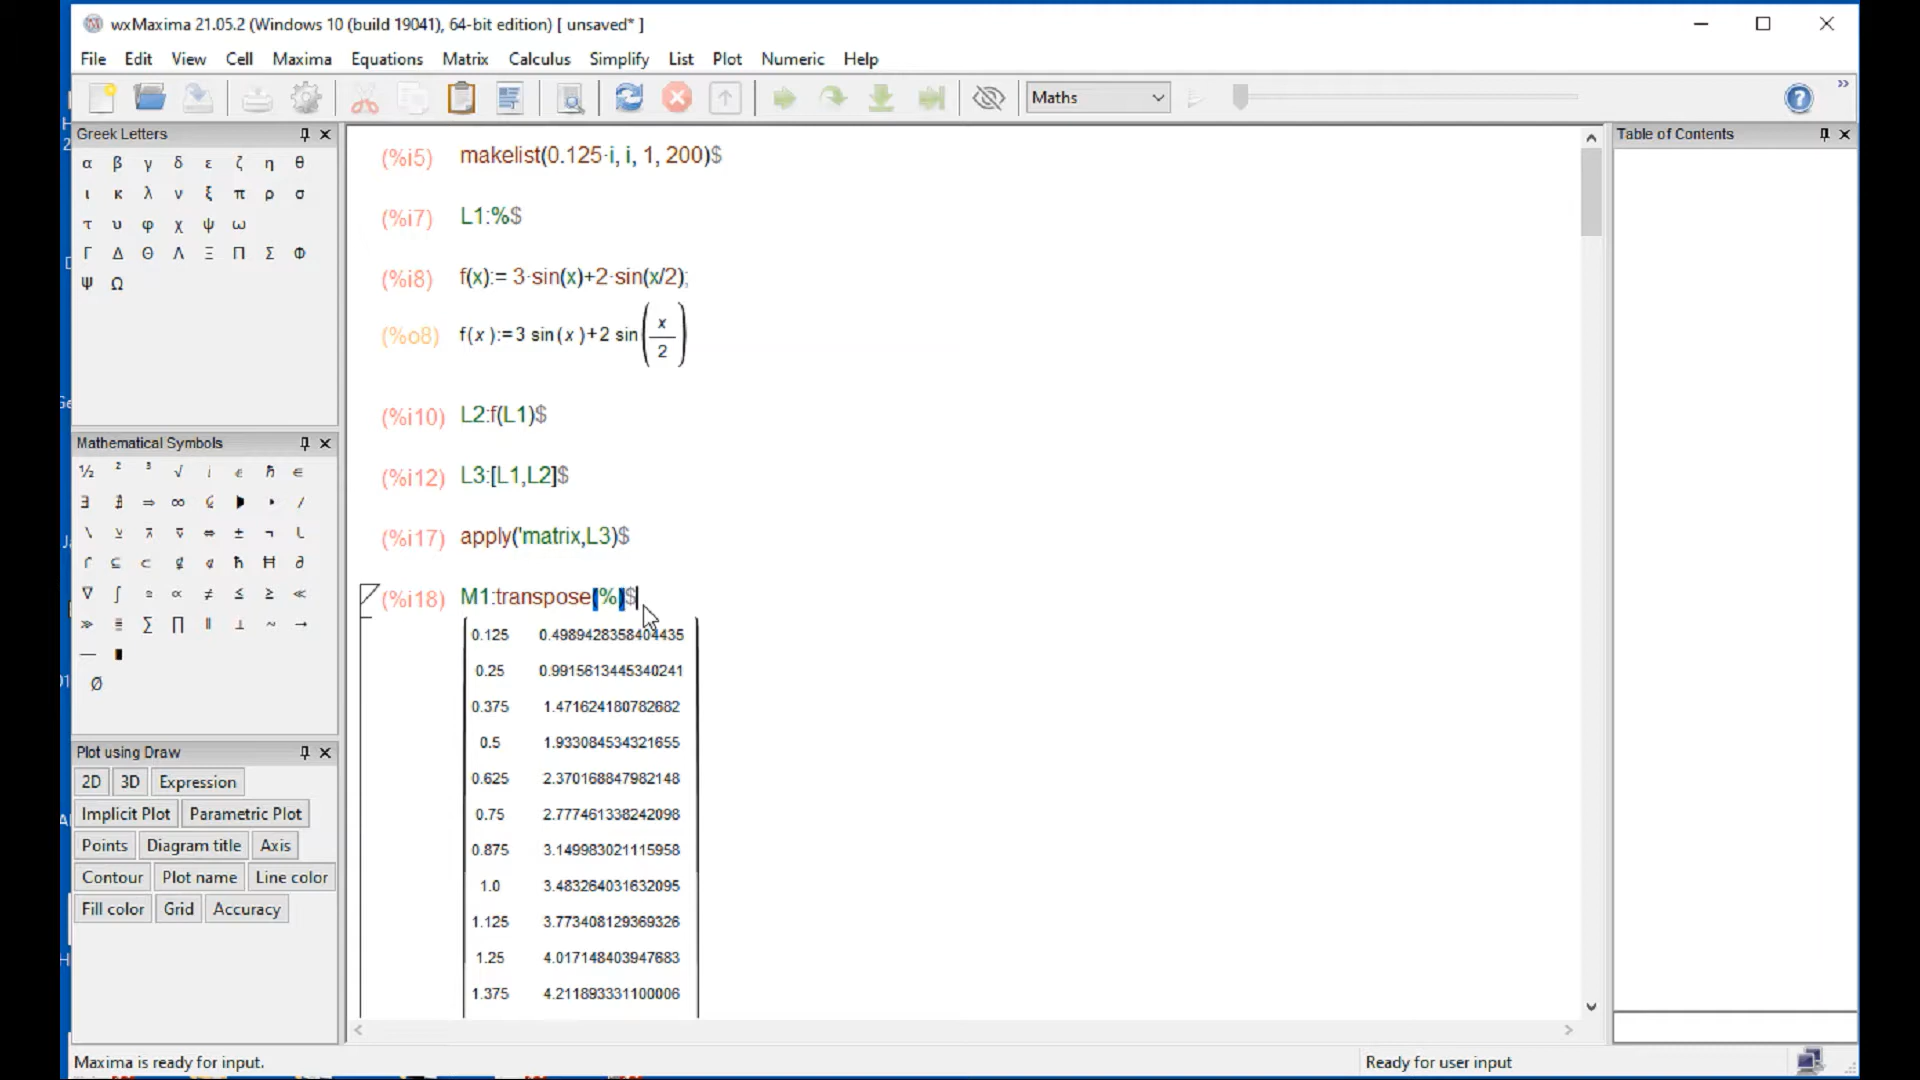 wxMaxima 21.05.2 (Windows 10 (build 19041), 64-bit edition) [ unsaved* ]
File Edit View Cell Maxima Equations Matrix Calculus Simplify List Plot Numeric Help
Maths
Greek Letters
α β γ δ ε ζ η θ
ι κ λ ν ξ π ρ σ
τ υ φ χ ψ ω
Γ Δ Θ Λ Ξ Π Σ Φ
Ψ Ω
Mathematical Symbols
½ ² ³ √ ħ ∈
∃ ∄ ⇒ ∞ /
\ ⇔ ± ¬
⊆ ⊂ ħ Ħ ∂
∇ ∫ ∝ ≠ ≤ ≥ ≪
≫ ∑ ∏ ∥ ⟂ ~ →
Ø
Plot using Draw
2D 3D Expression
Implicit Plot Parametric Plot
Points Diagram title Axis
Contour Plot name Line color
Fill color Grid Accuracy
(%i5) makelist(0.125·i, i, 1, 200)$
(%i7) L1:%$
(%i8) f(x):= 3·sin(x)+2·sin(x/2);
(%o8) f(x):=3 sin(x)+2 sin(x/2)
(%i10) L2:f(L1)$
(%i12) L3:[L1,L2]$
(%i17) apply('matrix,L3)$
(%i18) M1:transpose(%)$
0.125 0.4989428358404435
0.25 0.9915613445340241
0.375 1.471624180782682
0.5 1.933084534321655
0.625 2.370168847982148
0.75 2.777461338242098
0.875 3.149983021115958
1.0 3.483264031632095
1.125 3.773408129369326
1.25 4.017148403947683
1.375 4.211893331100006
Table of Contents
Maxima is ready for input.
Ready for user input